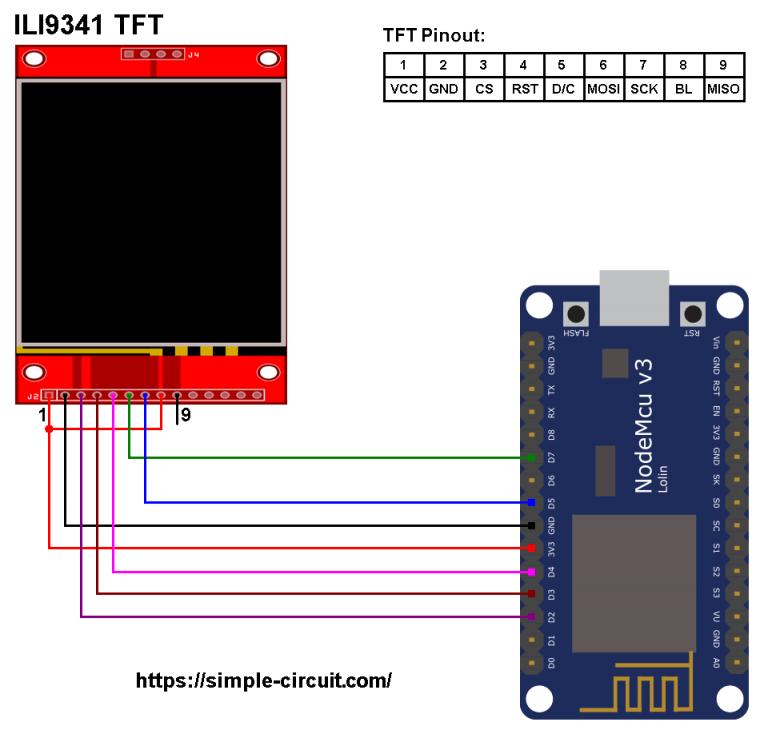 ILI9341 TFT
J4
TFT Pinout:
1 2 3 4 5 6 7 8 9
VCC GND CS RST D/C MOSI SCK BL MISO
J2
1
9
FLASH
RST
NodeMcu v3
Lolin
3V3
GND
TX
RX
D8
D7
D6
D5
GND
3V3
D4
D3
D2
D1
D0
Vin
GND
RST
EN
3V3
GND
SK
S0
SC
S1
S2
S3
VU
GND
A0
https://simple-circuit.com/